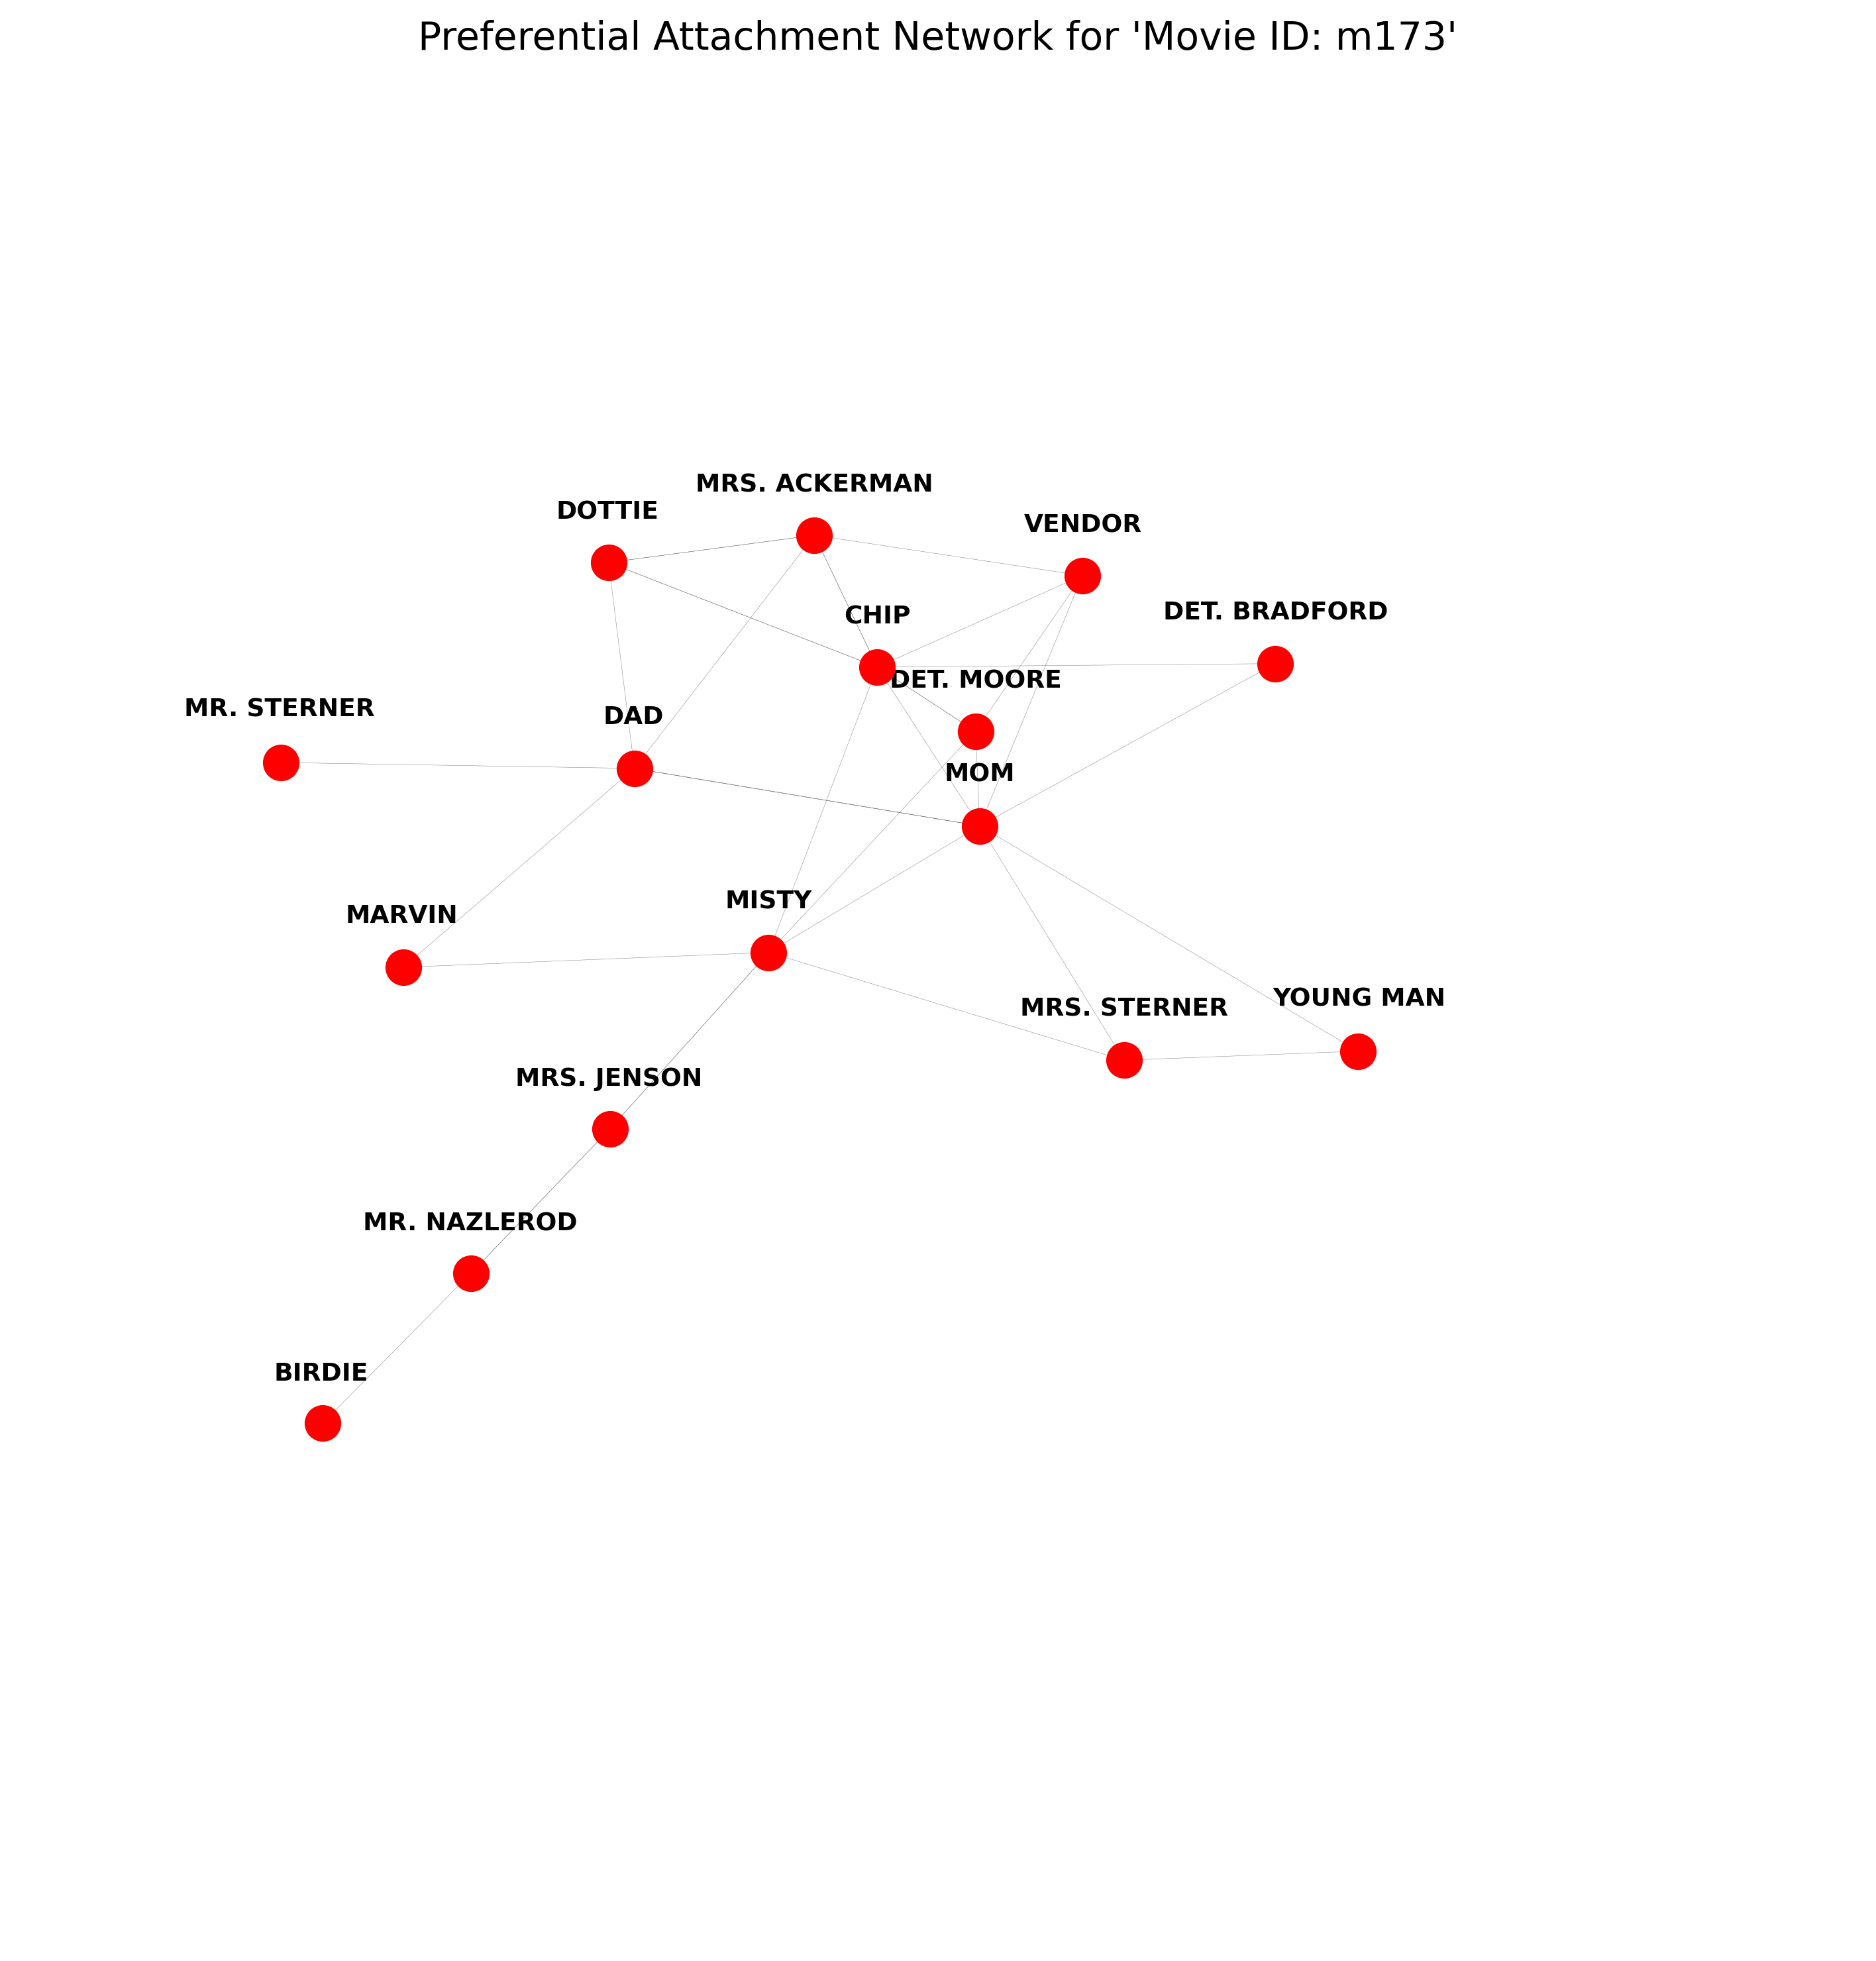 Preferential Attachment Network for 'Movie ID: m173'
MRS. ACKERMAN
DOTTIE
VENDOR
DET. BRADFORD
CHIP
DET. MOORE
MR. STERNER
DAD
MOM
MISTY
MARVIN
YOUNG MAN
MRS. STERNER
MRS. JENSON
MR. NAZLEROD
BIRDIE